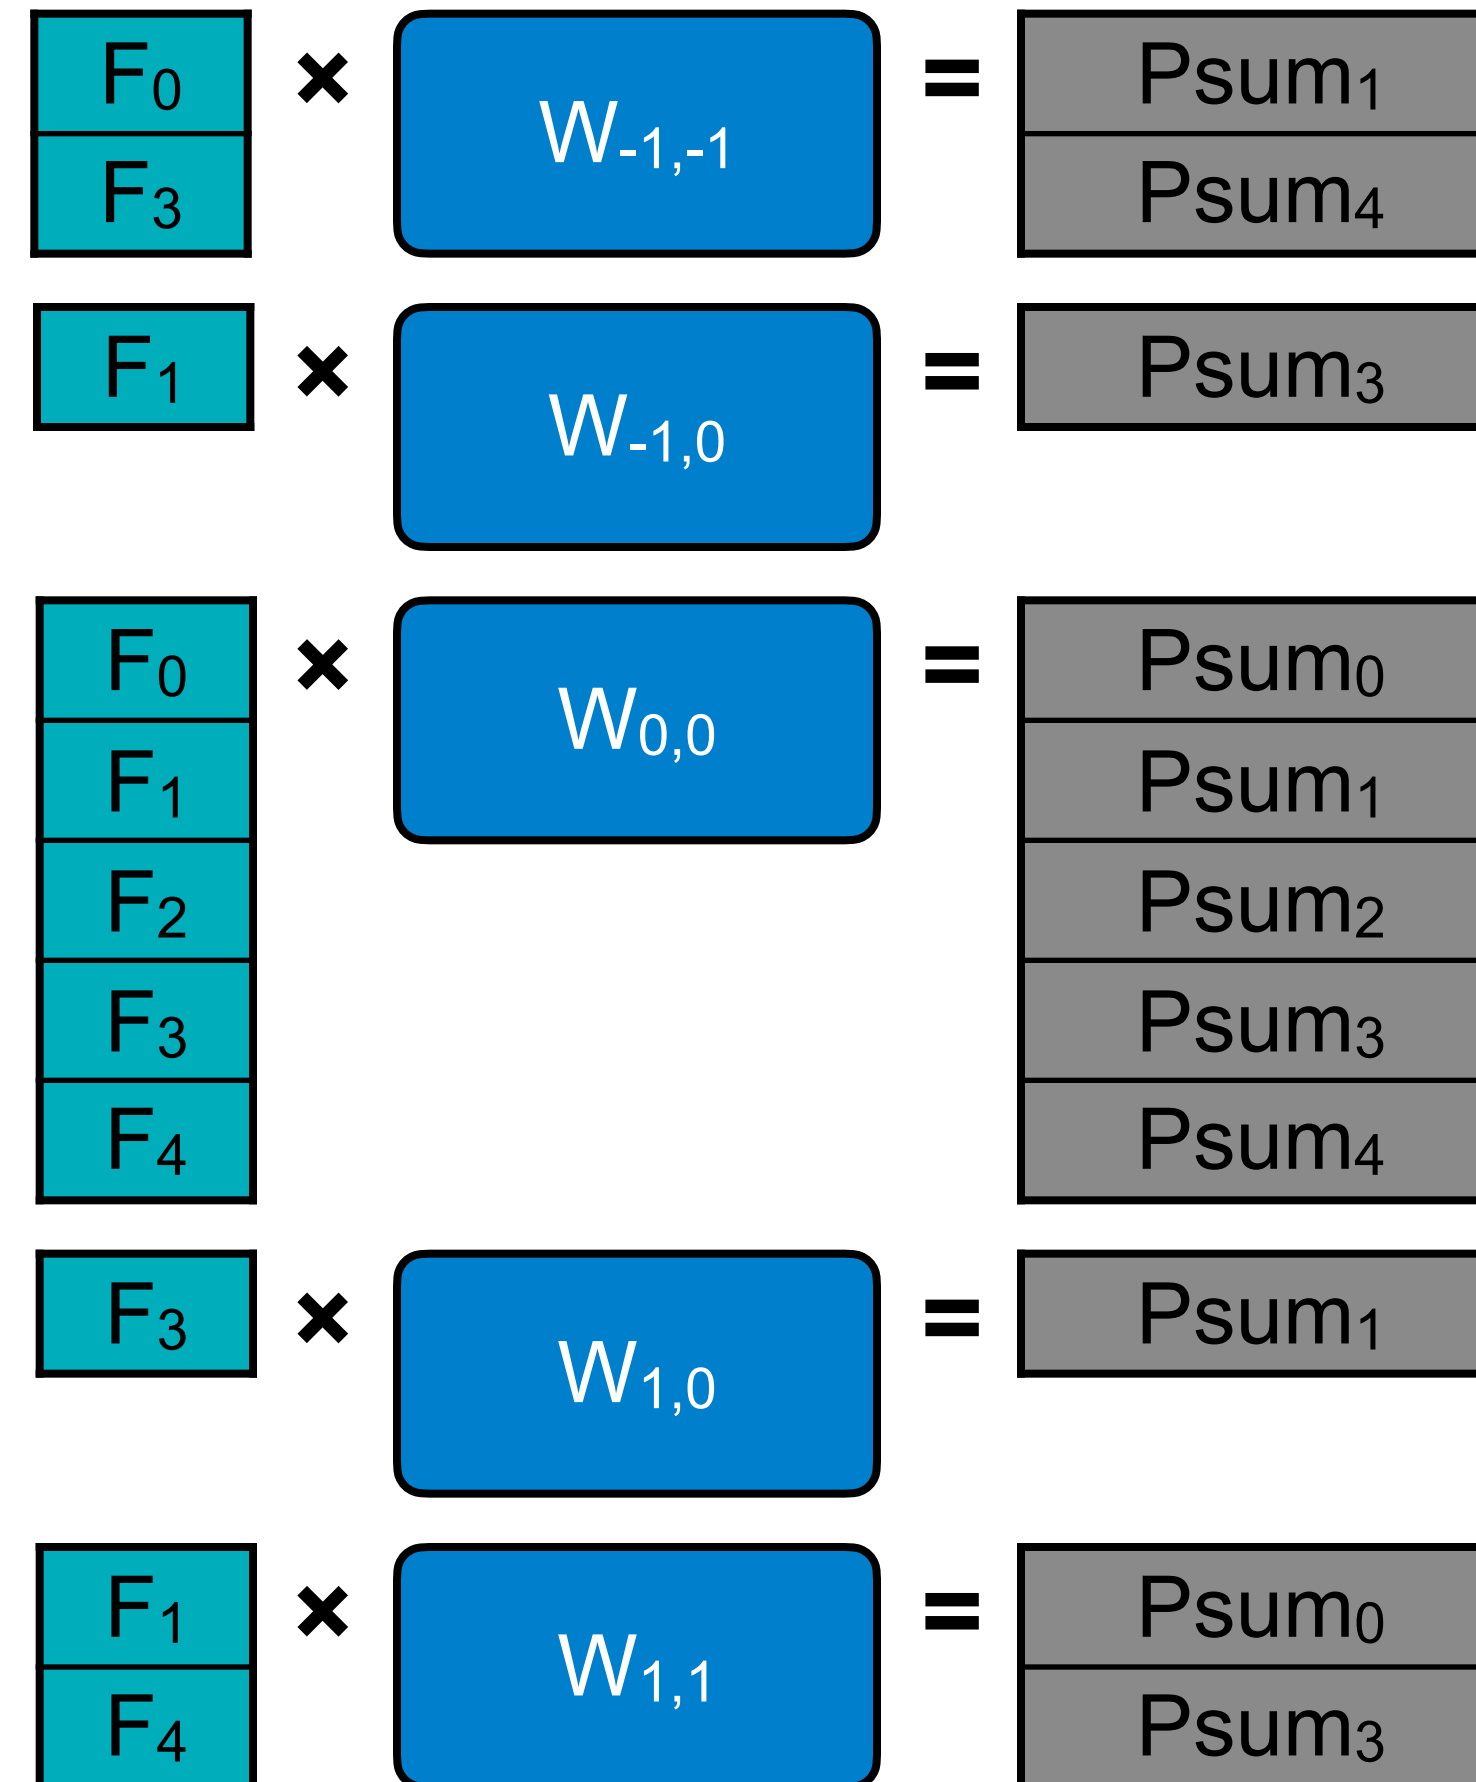 F₀ × W₋₁,₋₁ = Psum₁
F₃ Psum₄
F₁ × W₋₁,₀ = Psum₃
F₀ × W₀,₀ = Psum₀
F₁ Psum₁
F₂ Psum₂
F₃ Psum₃
F₄ Psum₄
F₃ × W₁,₀ = Psum₁
F₁ × W₁,₁ = Psum₀
F₄ Psum₃